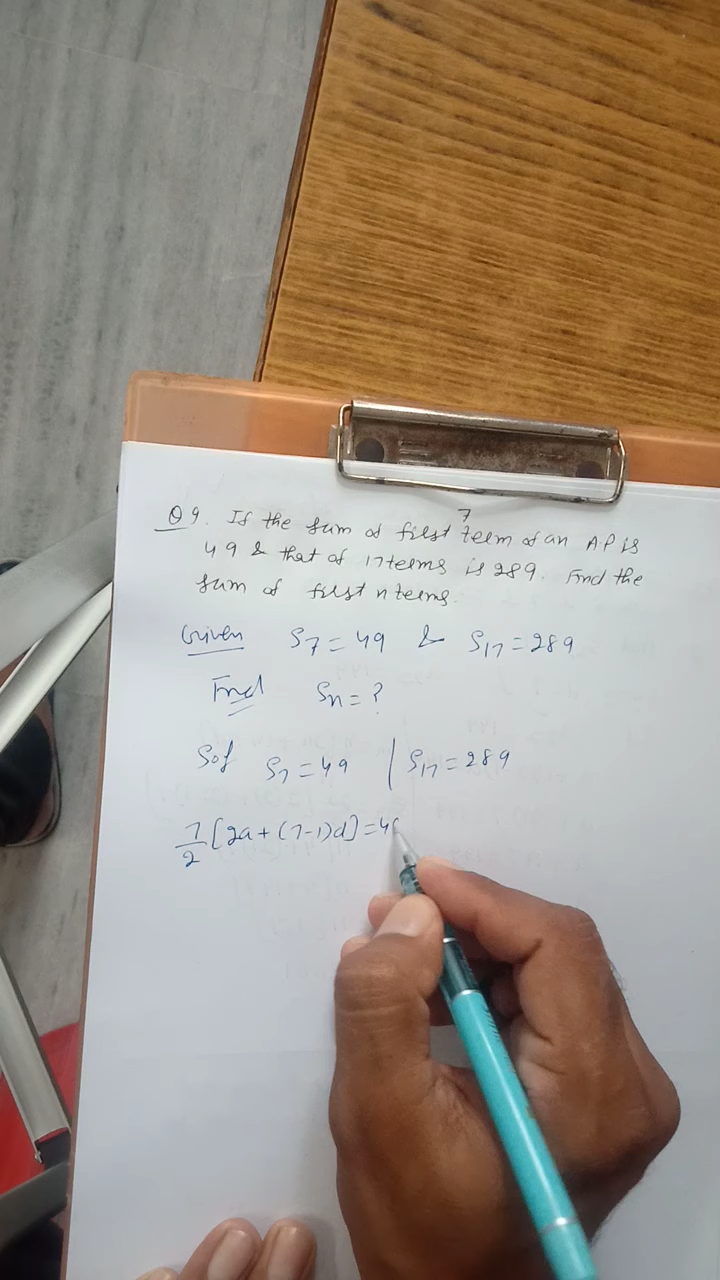 Q9. If the sum of first 7 term of an AP is
49 & that of 17 terms is 289. Find the
sum of first n terms.
Given S7 = 49 & S17 = 289
Find Sn = ?
Sol S7 = 49 | S17 = 289
7/2 [2a + (7-1)d] = 49